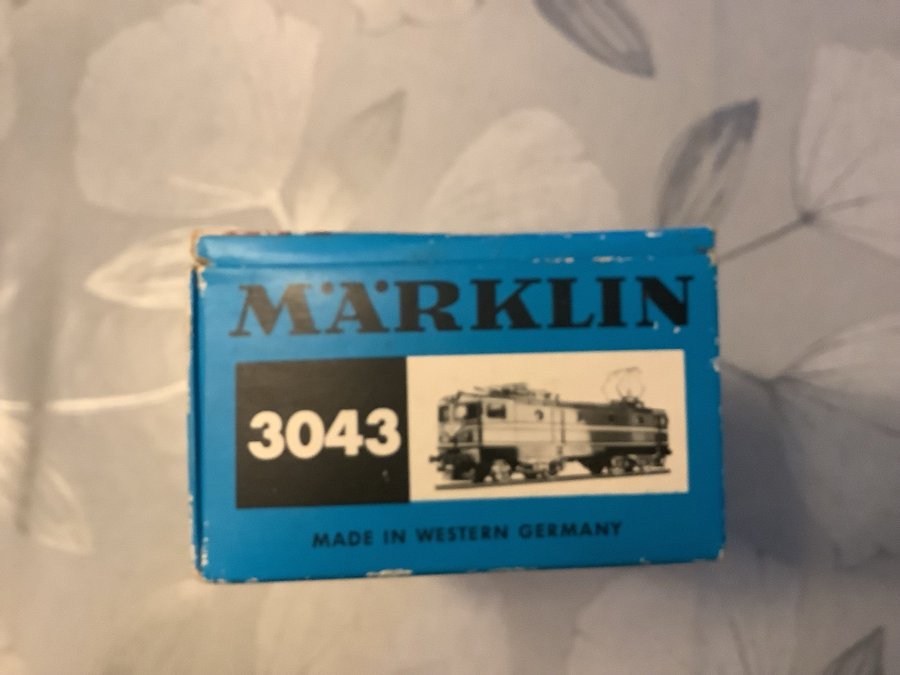 MÄRKLIN
3043
MADE IN WESTERN GERMANY